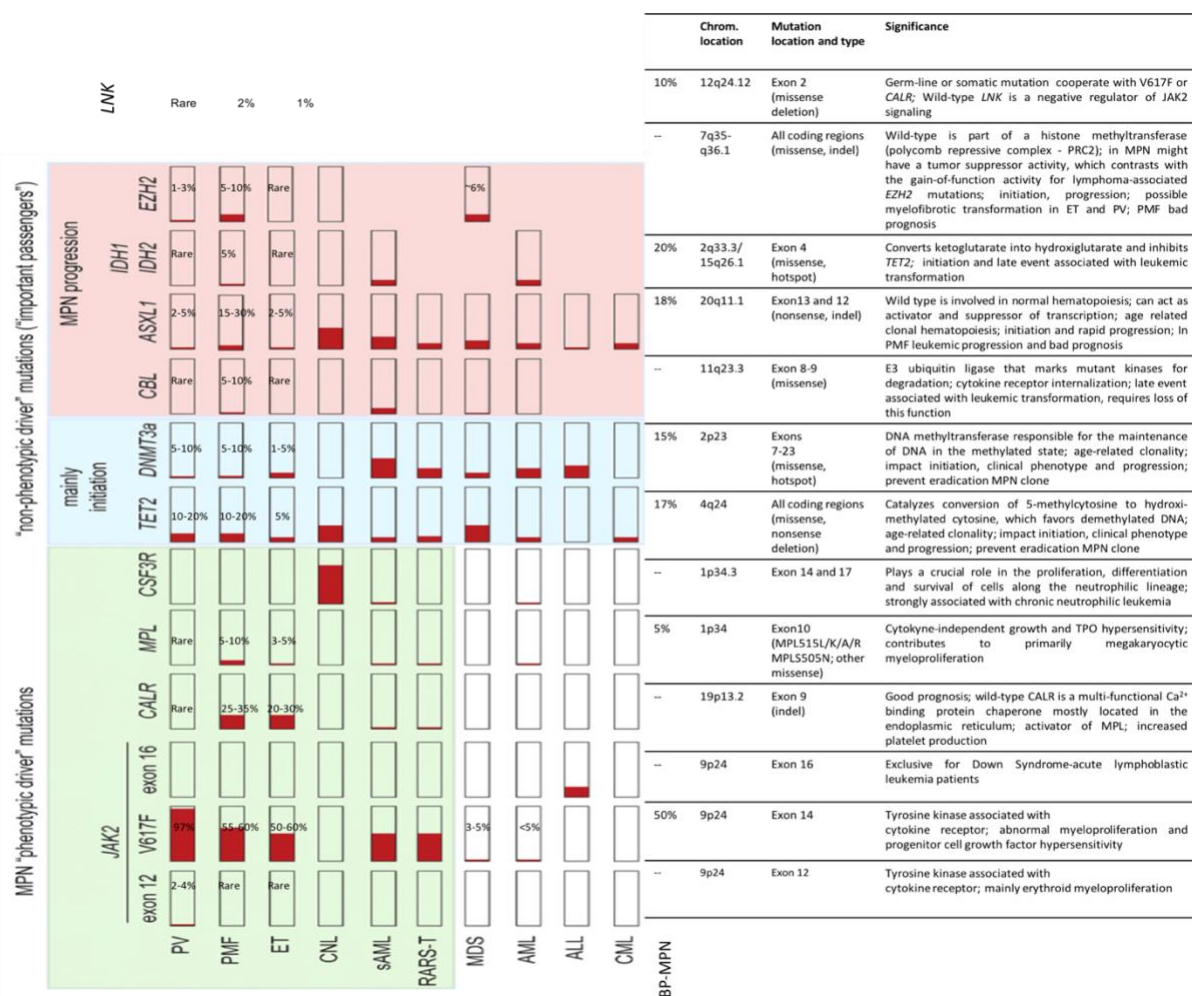 Chrom. location
Mutation location and type
Significance
LNK
Rare
2%
1%
10%
12q24.12
Exon 2
(missense
deletion)
Germ-line or somatic mutation cooperate with V617F or
CALR; Wild-type LNK is a negative regulator of JAK2
signaling
"non-phenotypic driver" mutations ("important passengers")
MPN progression
EZH2
1-3%
5-10%
Rare
~6%
--
7q35-
q36.1
All coding regions
(missense, indel)
Wild-type is part of a histone methyltransferase
(polycomb repressive complex - PRC2); in MPN might
have a tumor suppressor activity, which contrasts with
the gain-of-function activity for lymphoma-associated
EZH2 mutations; initiation, progression; possible
myelofibrotic transformation in ET and PV; PMF bad
prognosis
IDH1
IDH2
Rare
5%
Rare
20%
2q33.3/
15q26.1
Exon 4
(missense,
hotspot)
Converts ketoglutarate into hydroxiglutarate and inhibits
TET2; initiation and late event associated with leukemic
transformation
ASXL1
2-5%
15-30%
2-5%
18%
20q11.1
Exon13 and 12
(nonsense, indel)
Wild type is involved in normal hematopoiesis; can act as
activator and suppressor of transcription; age related
clonal hematopoiesis; initiation and rapid progression; In
PMF leukemic progression and bad prognosis
CBL
Rare
5-10%
Rare
--
11q23.3
Exon 8-9
(missense)
E3 ubiquitin ligase that marks mutant kinases for
degradation; cytokine receptor internalization; late event
associated with leukemic transformation, requires loss of
this function
mainly
initiation
DNMT3a
5-10%
5-10%
1-5%
15%
2p23
Exons
7-23
(missense,
hotspot)
DNA methyltransferase responsible for the maintenance
of DNA in the methylated state; age-related clonality;
impact initiation, clinical phenotype and progression;
prevent eradication MPN clone
TET2
10-20%
10-20%
5%
17%
4q24
All coding regions
(missense,
nonsense
deletion)
Catalyzes conversion of 5-methylcytosine to hydroxi-
methylated cytosine, which favors demethylated DNA;
age-related clonality; impact initiation, clinical phenotype
and progression; prevent eradication MPN clone
MPN "phenotypic driver" mutations
CSF3R
--
1p34.3
Exon 14 and 17
Plays a crucial role in the proliferation, differentiation
and survival of cells along the neutrophilic lineage;
strongly associated with chronic neutrophilic leukemia
MPL
Rare
5-10%
3-5%
5%
1p34
Exon10
(MPL515L/K/A/R
MPLS505N; other
missense)
Cytokyne-independent growth and TPO hypersensitivity;
contributes to primarily megakaryocytic
myeloproliferation
CALR
Rare
25-35%
20-30%
--
19p13.2
Exon 9
(indel)
Good prognosis; wild-type CALR is a multi-functional Ca²⁺
binding protein chaperone mostly located in the
endoplasmic reticulum; activator of MPL; increased
platelet production
JAK2
exon 16
--
9p24
Exon 16
Exclusive for Down Syndrome-acute lymphoblastic
leukemia patients
V617F
97%
55-60%
50-60%
3-5%
<5%
50%
9p24
Exon 14
Tyrosine kinase associated with
cytokine receptor; abnormal myeloproliferation and
progenitor cell growth factor hypersensitivity
exon 12
2-4%
Rare
Rare
--
9p24
Exon 12
Tyrosine kinase associated with
cytokine receptor; mainly erythroid myeloproliferation
PV
PMF
ET
CNL
sAML
RARS-T
MDS
AML
ALL
CML
BP-MPN